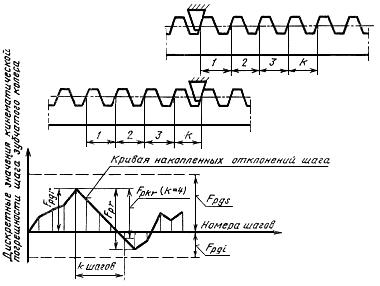 1 2 3 k
1 2 3 k
Дискретные значения кинематической
погрешности шага зубчатого колеса
Кривая накопленных отклонений шага
Fpgr
Fpr
Fpkr (k=4)
Fpgs
Номера шагов
Fpgi
k шагов